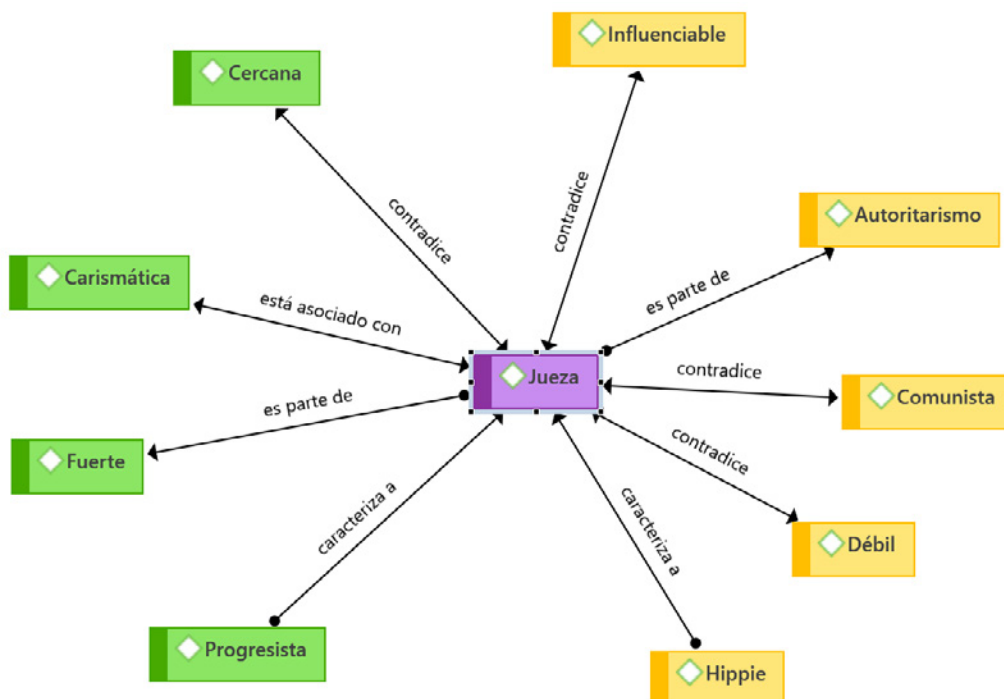 Influenciable
Cercana
contradice
contradice
Autoritarismo
Carismática
está asociado con
es parte de
Jueza
contradice
Comunista
es parte de
contradice
Fuerte
caracteriza a
caracteriza a
Débil
Progresista
Hippie